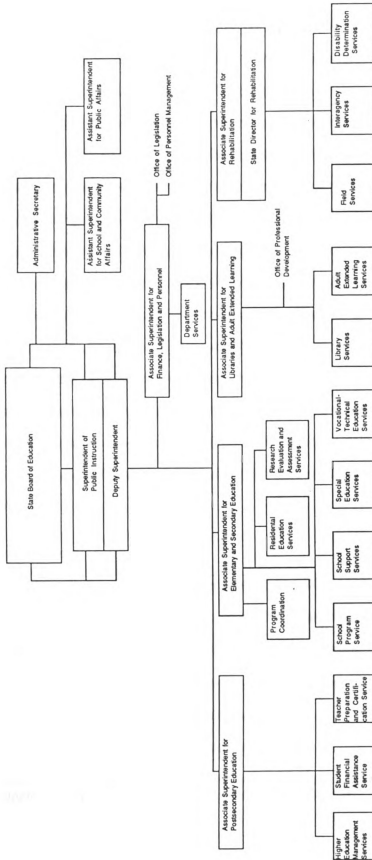 State Board of Education
Administrative Secretary
Superintendent of
Public Instruction
Deputy Superintendent
Assistant Superintendent
for School and Community
Affairs
Assistant Superintendent
for Public Affairs
Associate Superintendent for
Finance, Legislation and Personnel
Office of Legislation
Office of Personnel Management
Department
Services
Associate Superintendent for
Postsecondary Education
Associate Superintendent for
Elementary and Secondary Education
Associate Superintendent for
Libraries and Adult Extended Learning
Associate Superintendent for
Rehabilitation
State Director for Rehabilitation
Program
Coordination
Residential
Education
Services
Research
Evaluation and
Assessment
Services
Office of Professional
Development
Higher
Education
Management
Services
Student
Financial
Assistance
Service
Teacher
Preparation
and Certifi-
cation Service
School
Program
Service
School
Support
Services
Special
Education
Services
Vocational-
Technical
Education
Services
Library
Services
Adult
Extended
Learning
Services
Field
Services
Interagency
Services
Disability
Determination
Services